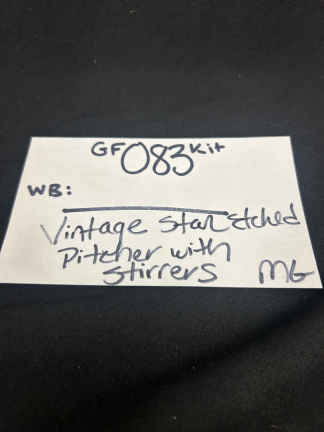 GF083Kit
WB:
Vintage Star etched
Pitcher with
Stirrers MG